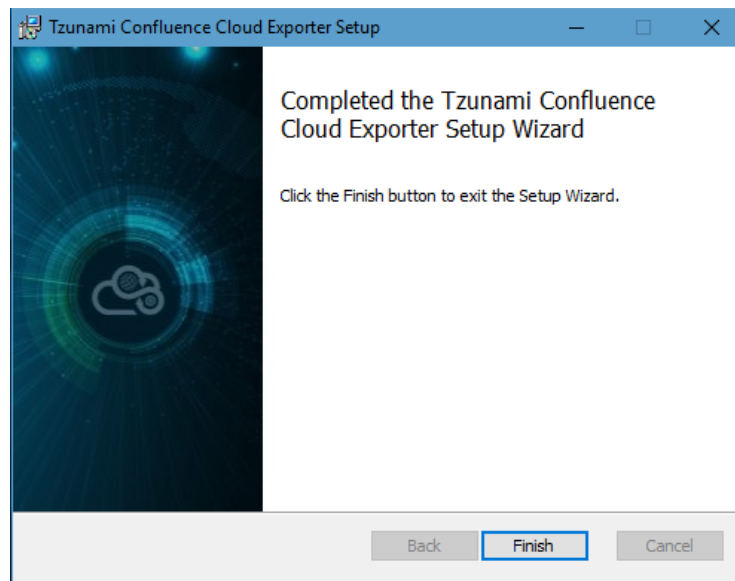 Tzunami Confluence Cloud Exporter Setup
Completed the Tzunami Confluence
Cloud Exporter Setup Wizard
Click the Finish button to exit the Setup Wizard.
Back
Finish
Cancel